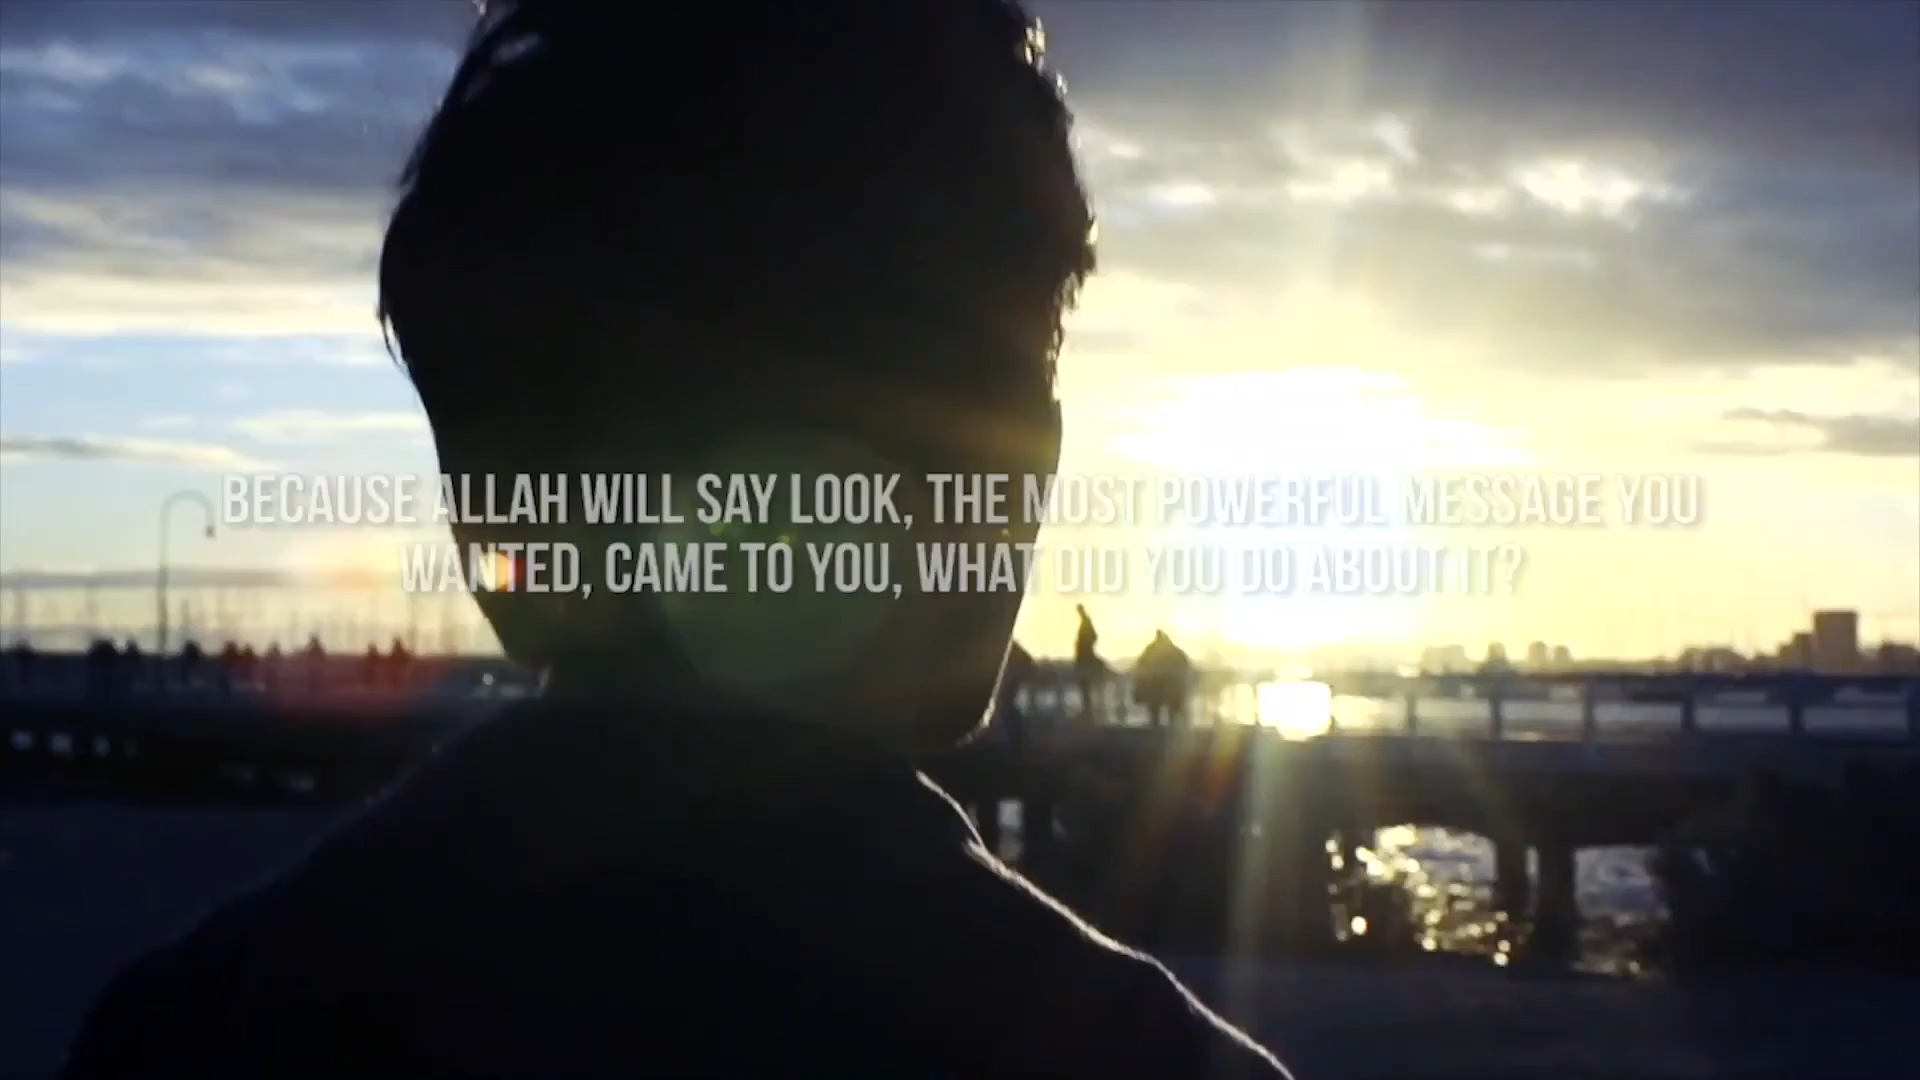 BECAUSE ALLAH WILL SAY LOOK, THE MOST POWERFUL MESSAGE YOU
WANTED, CAME TO YOU, WHAT DID YOU DO ABOUT IT?